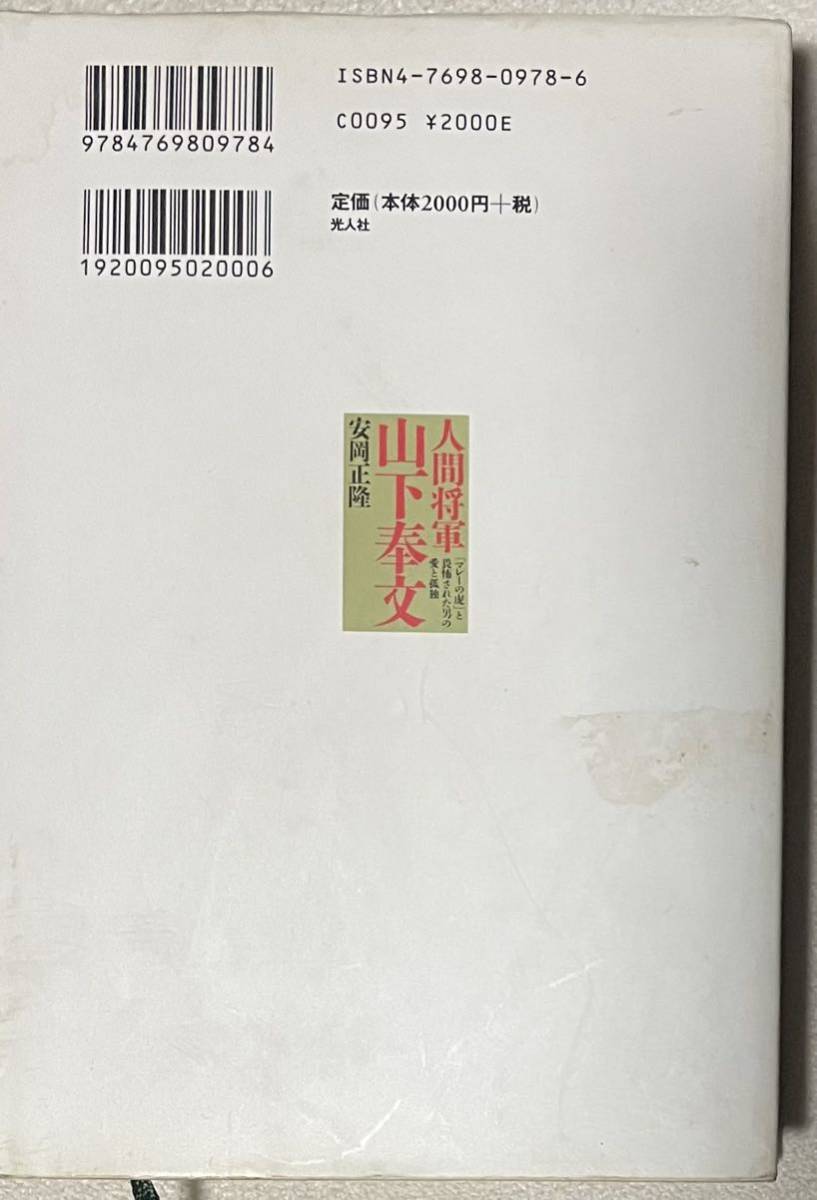 ISBN4-7698-0978-6
C0095 ¥2000E
9784769809784
定価(本体2000円+税)
光人社
1920095020006
人間将軍
「マレーの虎」と
畏怖された男の
愛と孤独
山下奉文
安岡正隆